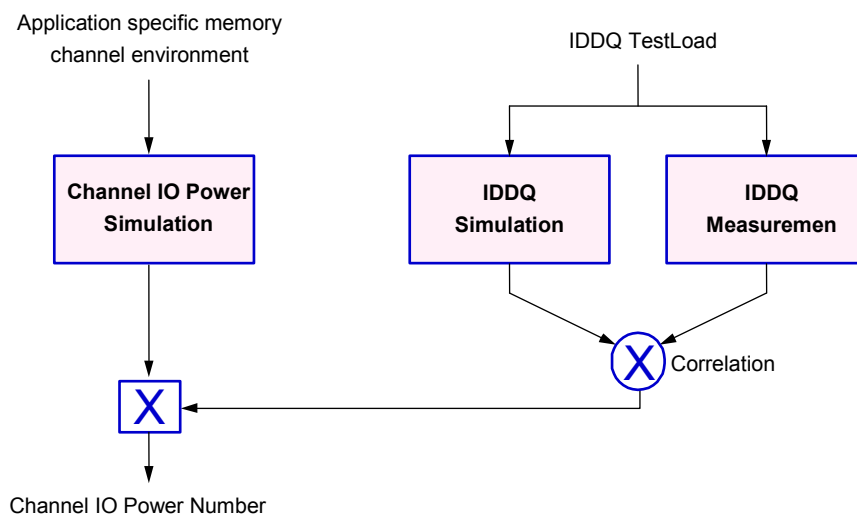 Application specific memory
channel environment
IDDQ TestLoad
Channel IO Power
Simulation
IDDQ
Simulation
IDDQ
Measuremen
X
Correlation
X
Channel IO Power Number